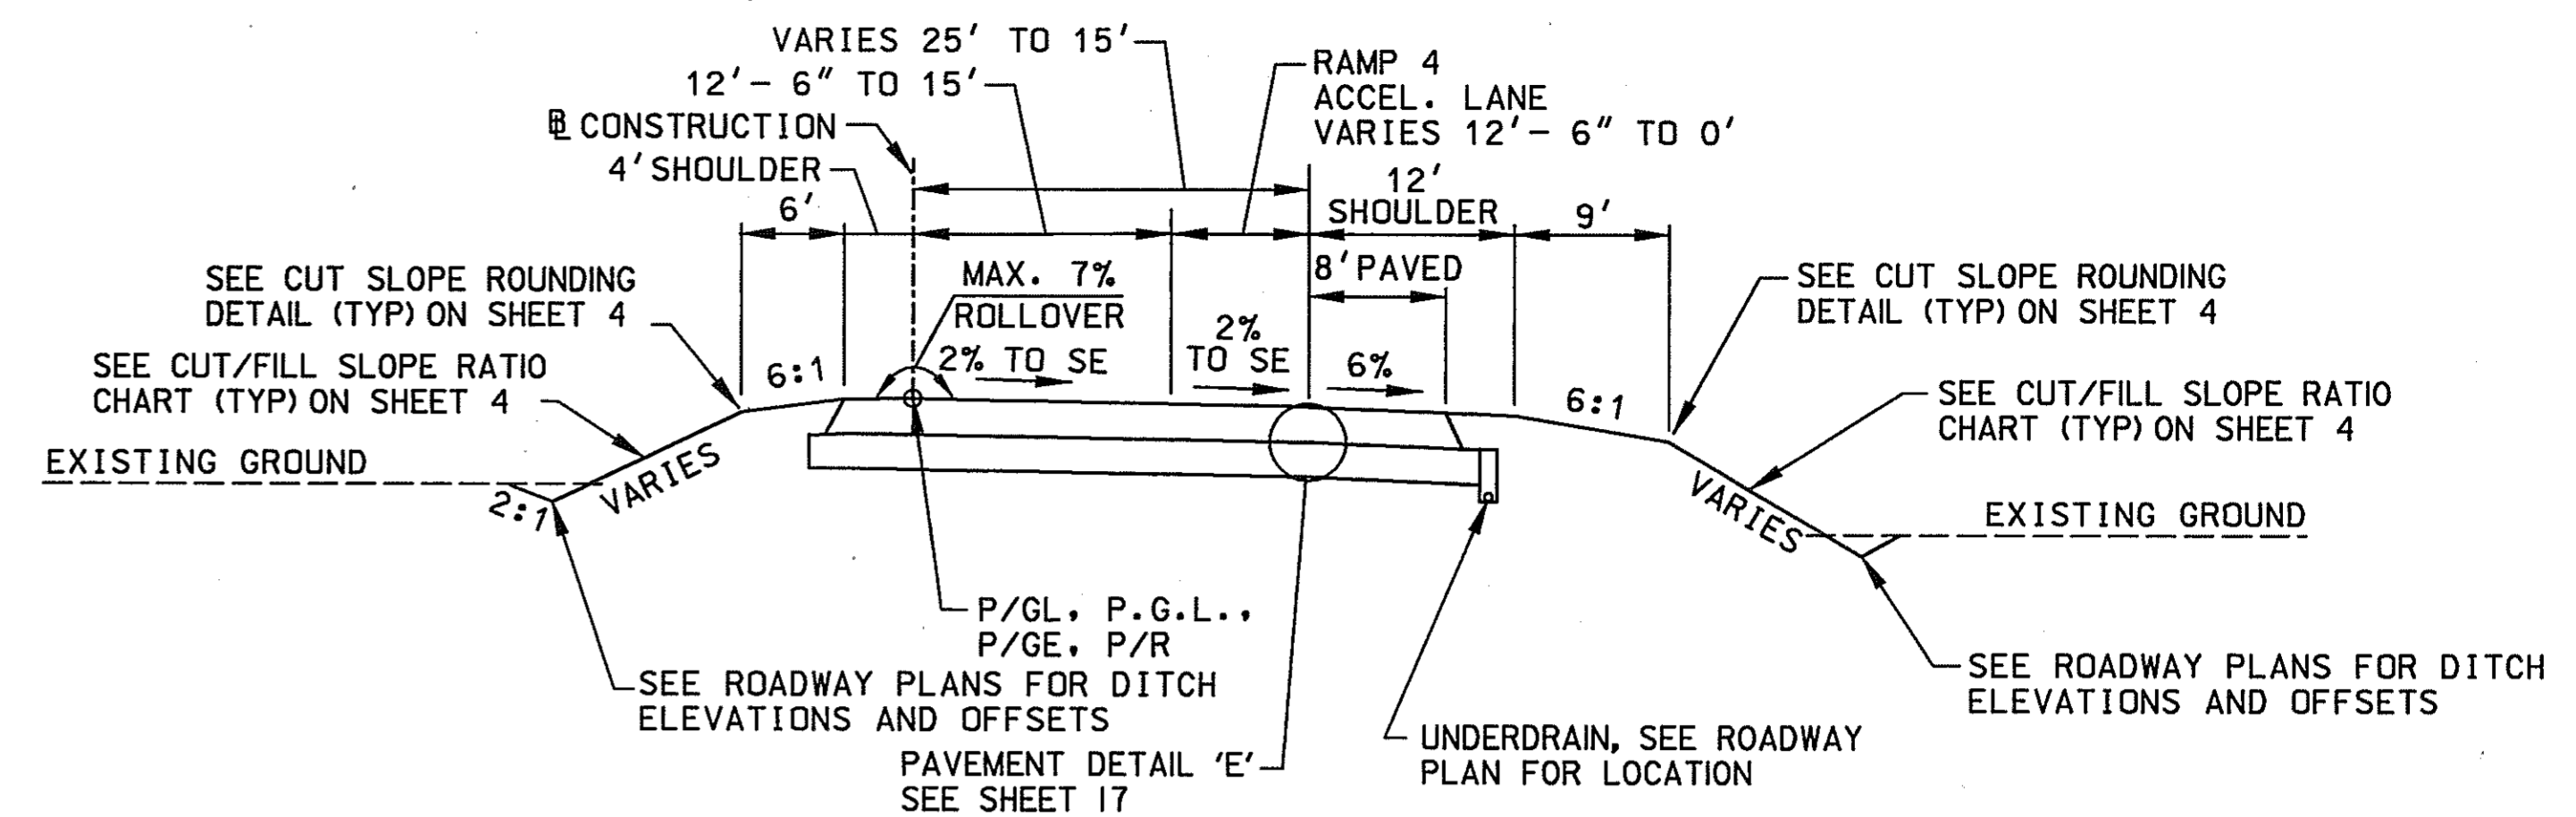 VARIES 25' TO 15'
12'- 6" TO 15'
℄ CONSTRUCTION
4' SHOULDER
6'
RAMP 4
ACCEL. LANE
VARIES 12'- 6" TO 0'
12'
SHOULDER
9'
8' PAVED
SEE CUT SLOPE ROUNDING
DETAIL (TYP) ON SHEET 4
MAX. 7%
ROLLOVER
2% TO SE
2%
TO SE
6%
SEE CUT SLOPE ROUNDING
DETAIL (TYP) ON SHEET 4
SEE CUT/FILL SLOPE RATIO
CHART (TYP) ON SHEET 4
6:1
6:1
SEE CUT/FILL SLOPE RATIO
CHART (TYP) ON SHEET 4
EXISTING GROUND
2:1
VARIES
VARIES
EXISTING GROUND
P/GL, P.G.L.,
P/GE, P/R
SEE ROADWAY PLANS FOR DITCH
ELEVATIONS AND OFFSETS
SEE ROADWAY PLANS FOR DITCH
ELEVATIONS AND OFFSETS
PAVEMENT DETAIL 'E'
SEE SHEET 17
UNDERDRAIN, SEE ROADWAY
PLAN FOR LOCATION